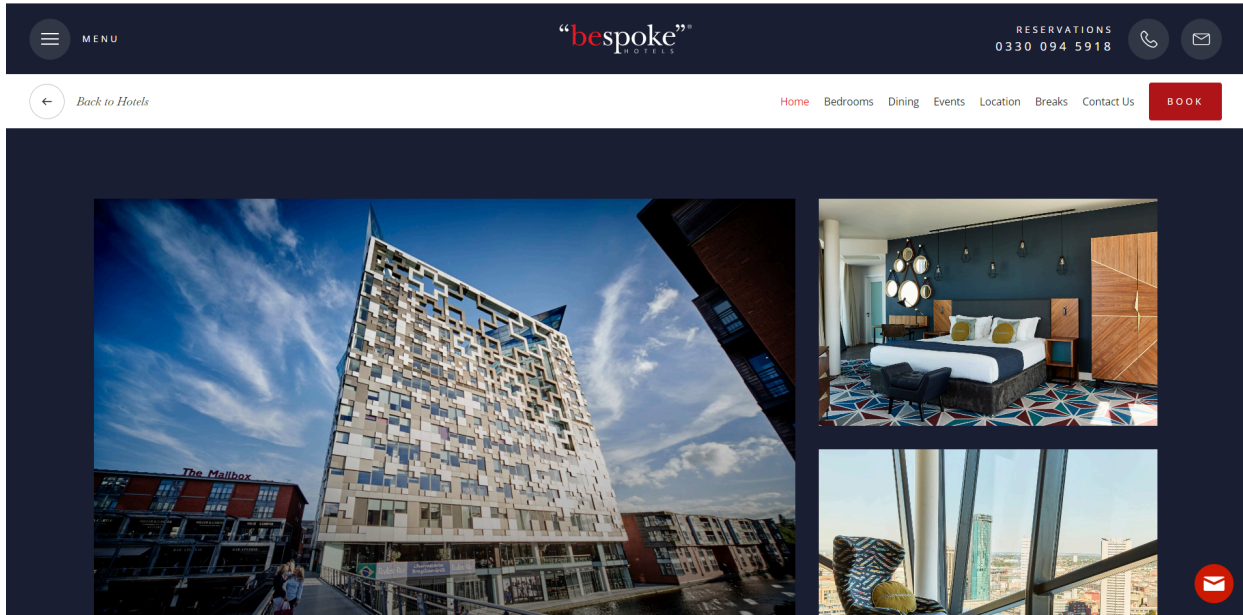 MENU
“bespoke”®
HOTELS
RESERVATIONS
0330 094 5918
Back to Hotels
Home Bedrooms Dining Events Location Breaks Contact Us BOOK
The Mailbox